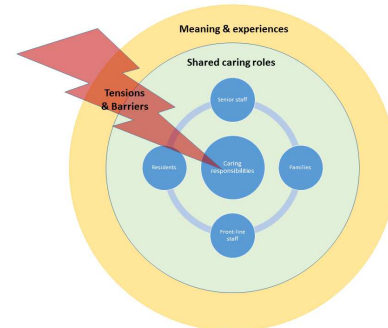 Meaning & experiences
Shared caring roles
Tensions
& Barriers
Senior staff
Residents
Caring
responsibilities
Families
Front-line
staff